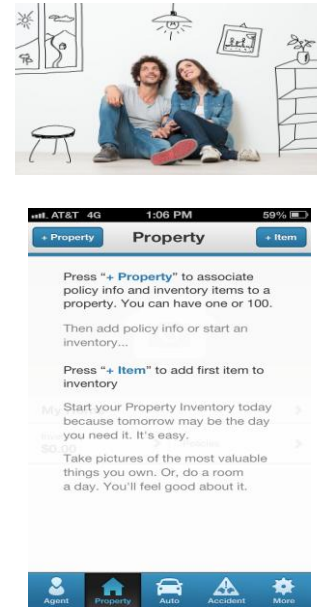 AT&T 4G 1:06 PM 59%
+ Property Property + Item
Press "+ Property" to associate
policy info and inventory items to a
property. You can have one or 100.
Then add policy info or start an
inventory...
Press "+ Item" to add first item to
inventory
Start your Property Inventory today
because tomorrow may be the day
you need it. It's easy.
$0.00
Take pictures of the most valuable
things you own. Or, do a room
a day. You'll feel good about it.
Agent Property Auto Accident More